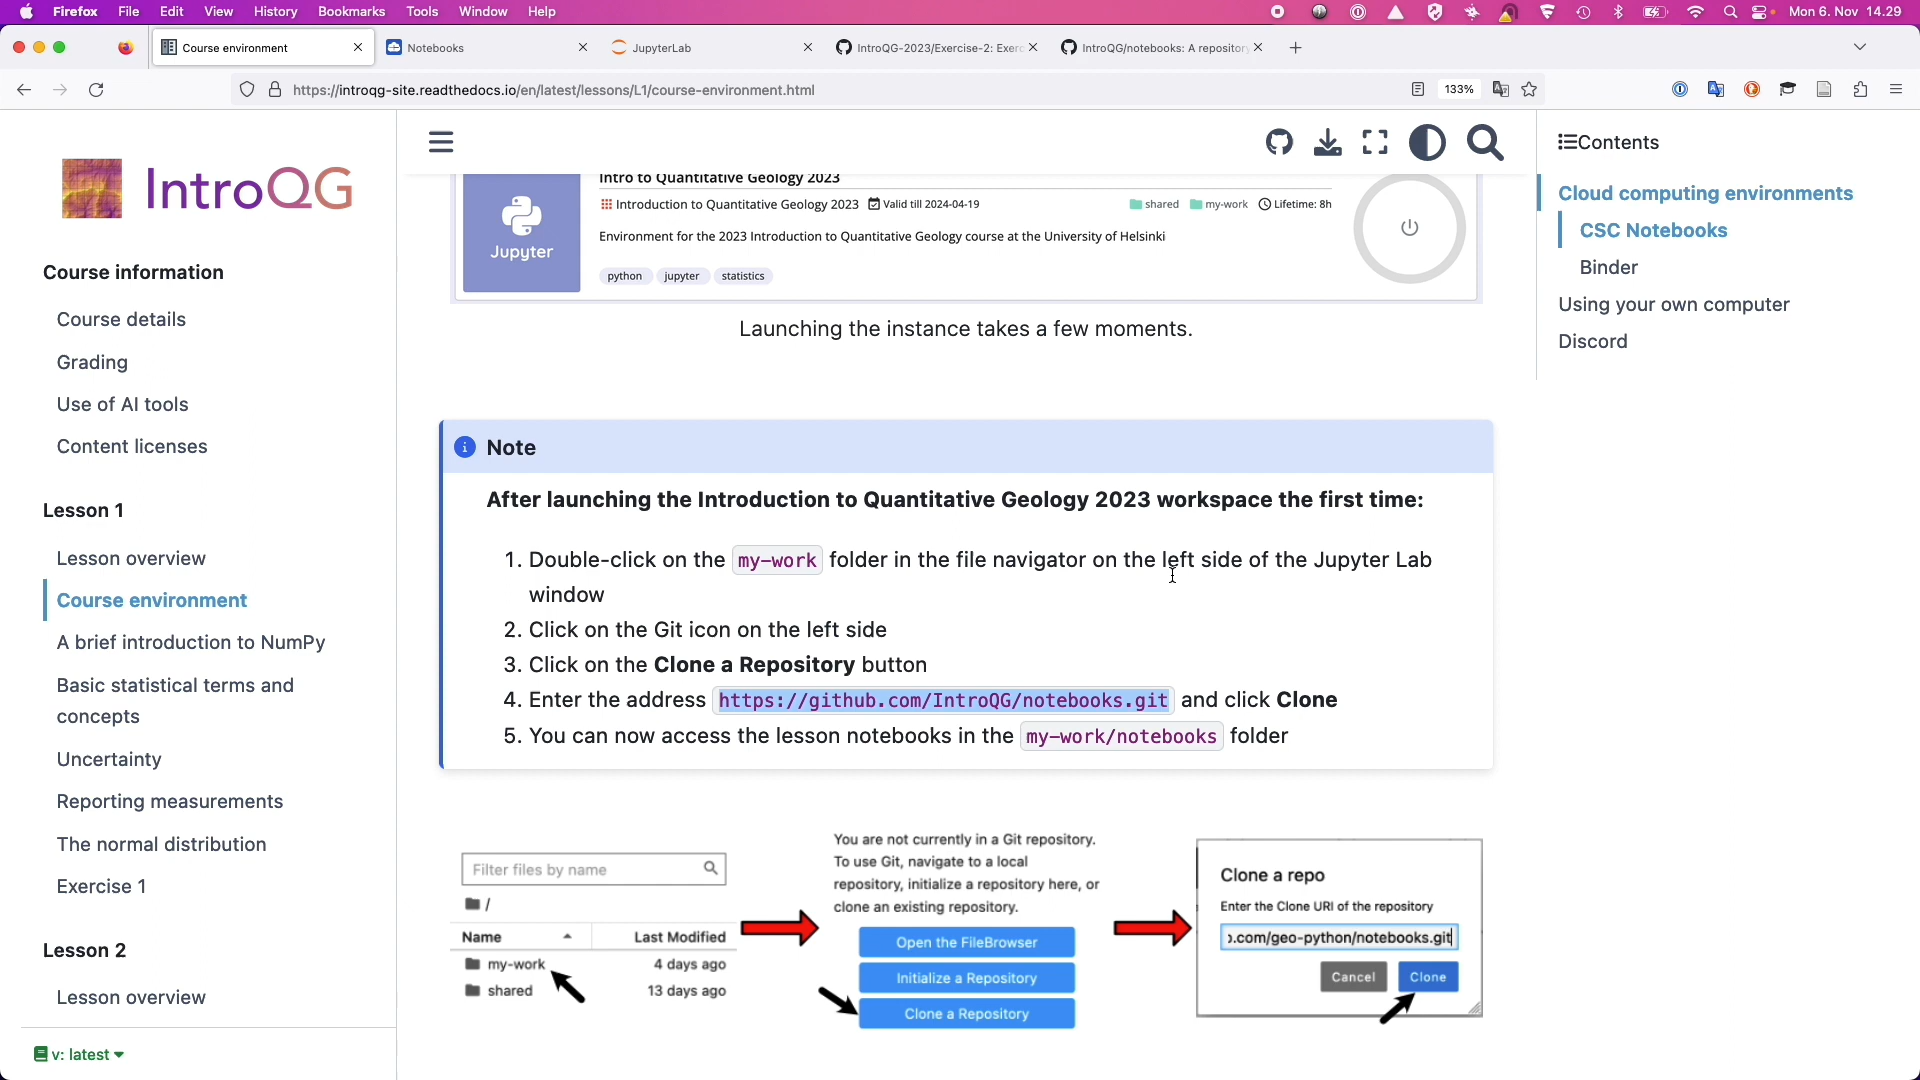 Firefox File Edit View History Bookmarks Tools Window Help Mon 6. Nov 14.29
Course environment Notebooks JupyterLab IntroQG-2023/Exercise-2: Exerc IntroQG/notebooks: A repository
https://introqg-site.readthedocs.io/en/latest/lessons/L1/course-environment.html 133%
IntroQG
Course information
Course details
Grading
Use of AI tools
Content licenses
Lesson 1
Lesson overview
Course environment
A brief introduction to NumPy
Basic statistical terms and
concepts
Uncertainty
Reporting measurements
The normal distribution
Exercise 1
Lesson 2
Lesson overview
v: latest
Jupyter
Intro to Quantitative Geology 2023
Introduction to Quantitative Geology 2023 Valid till 2024-04-19 shared my-work Lifetime: 8h
Environment for the 2023 Introduction to Quantitative Geology course at the University of Helsinki
python jupyter statistics
Launching the instance takes a few moments.
Note
After launching the Introduction to Quantitative Geology 2023 workspace the first time:
1. Double-click on the my-work folder in the file navigator on the left side of the Jupyter Lab
window
2. Click on the Git icon on the left side
3. Click on the Clone a Repository button
4. Enter the address https://github.com/IntroQG/notebooks.git and click Clone
5. You can now access the lesson notebooks in the my-work/notebooks folder
Filter files by name
/
Name Last Modified
my-work 4 days ago
shared 13 days ago
You are not currently in a Git repository.
To use Git, navigate to a local
repository, initialize a repository here, or
clone an existing repository.
Open the FileBrowser
Initialize a Repository
Clone a Repository
Clone a repo
Enter the Clone URI of the repository
.com/geo-python/notebooks.git
Cancel Clone
Contents
Cloud computing environments
CSC Notebooks
Binder
Using your own computer
Discord